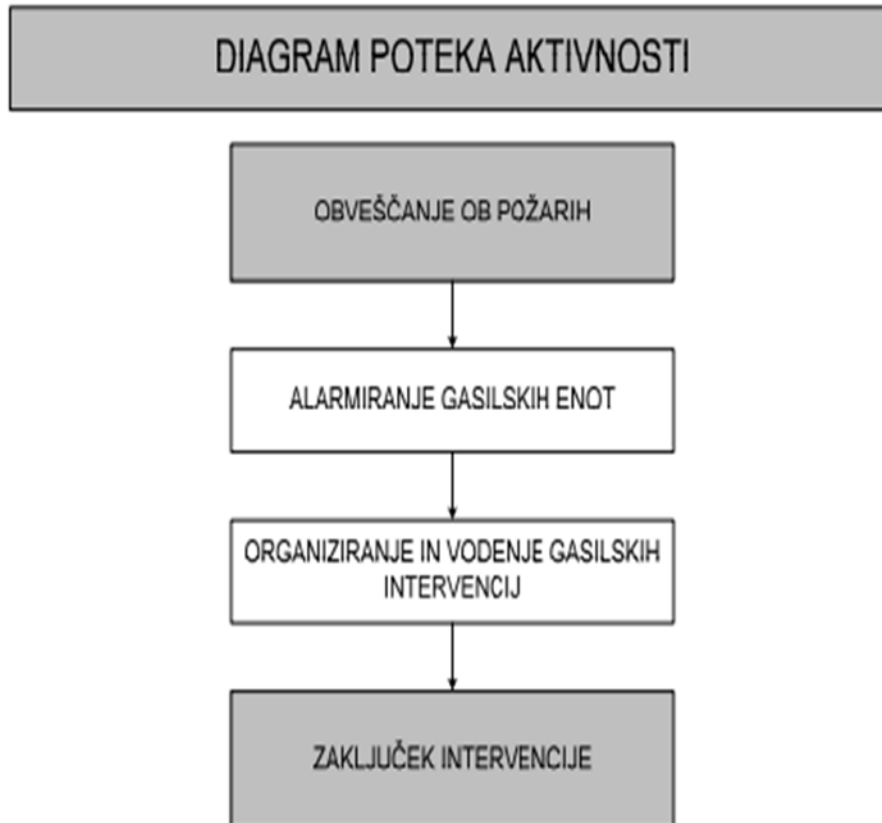 DIAGRAM POTEKA AKTIVNOSTI
OBVEŠČANJE OB POŽARIH
ALARMIRANJE GASILSKIH ENOT
ORGANIZIRANJE IN VODENJE GASILSKIH
INTERVENCIJ
ZAKLJUČEK INTERVENCIJE